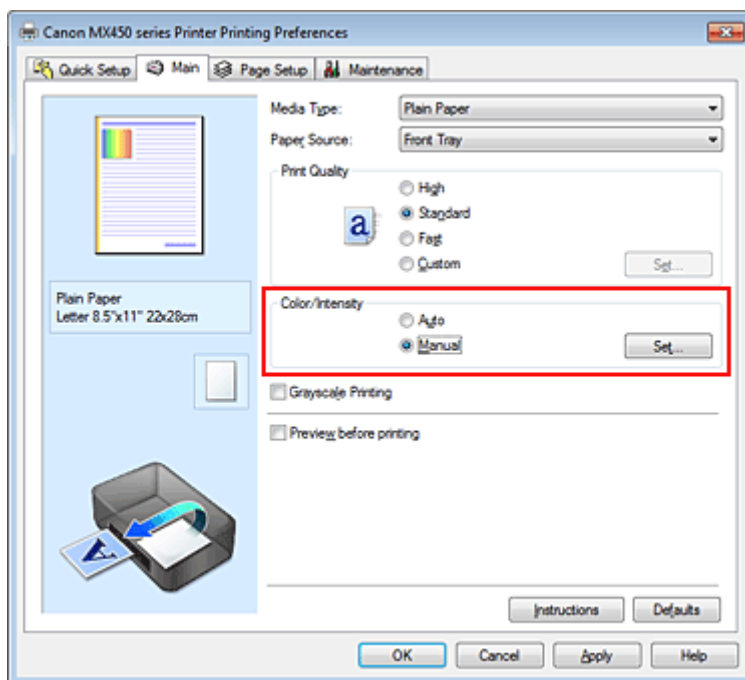 Canon MX450 series Printer Printing Preferences
Quick Setup Main Page Setup Maintenance
Media Type: Plain Paper
Paper Source: Front Tray
Print Quality
High
a Standard
Fast
Custom Set...
Plain Paper
Letter 8.5"x11" 22x28cm
Color/Intensity
Auto
Manual Set...
Grayscale Printing
Preview before printing
A
Instructions Defaults
OK Cancel Apply Help